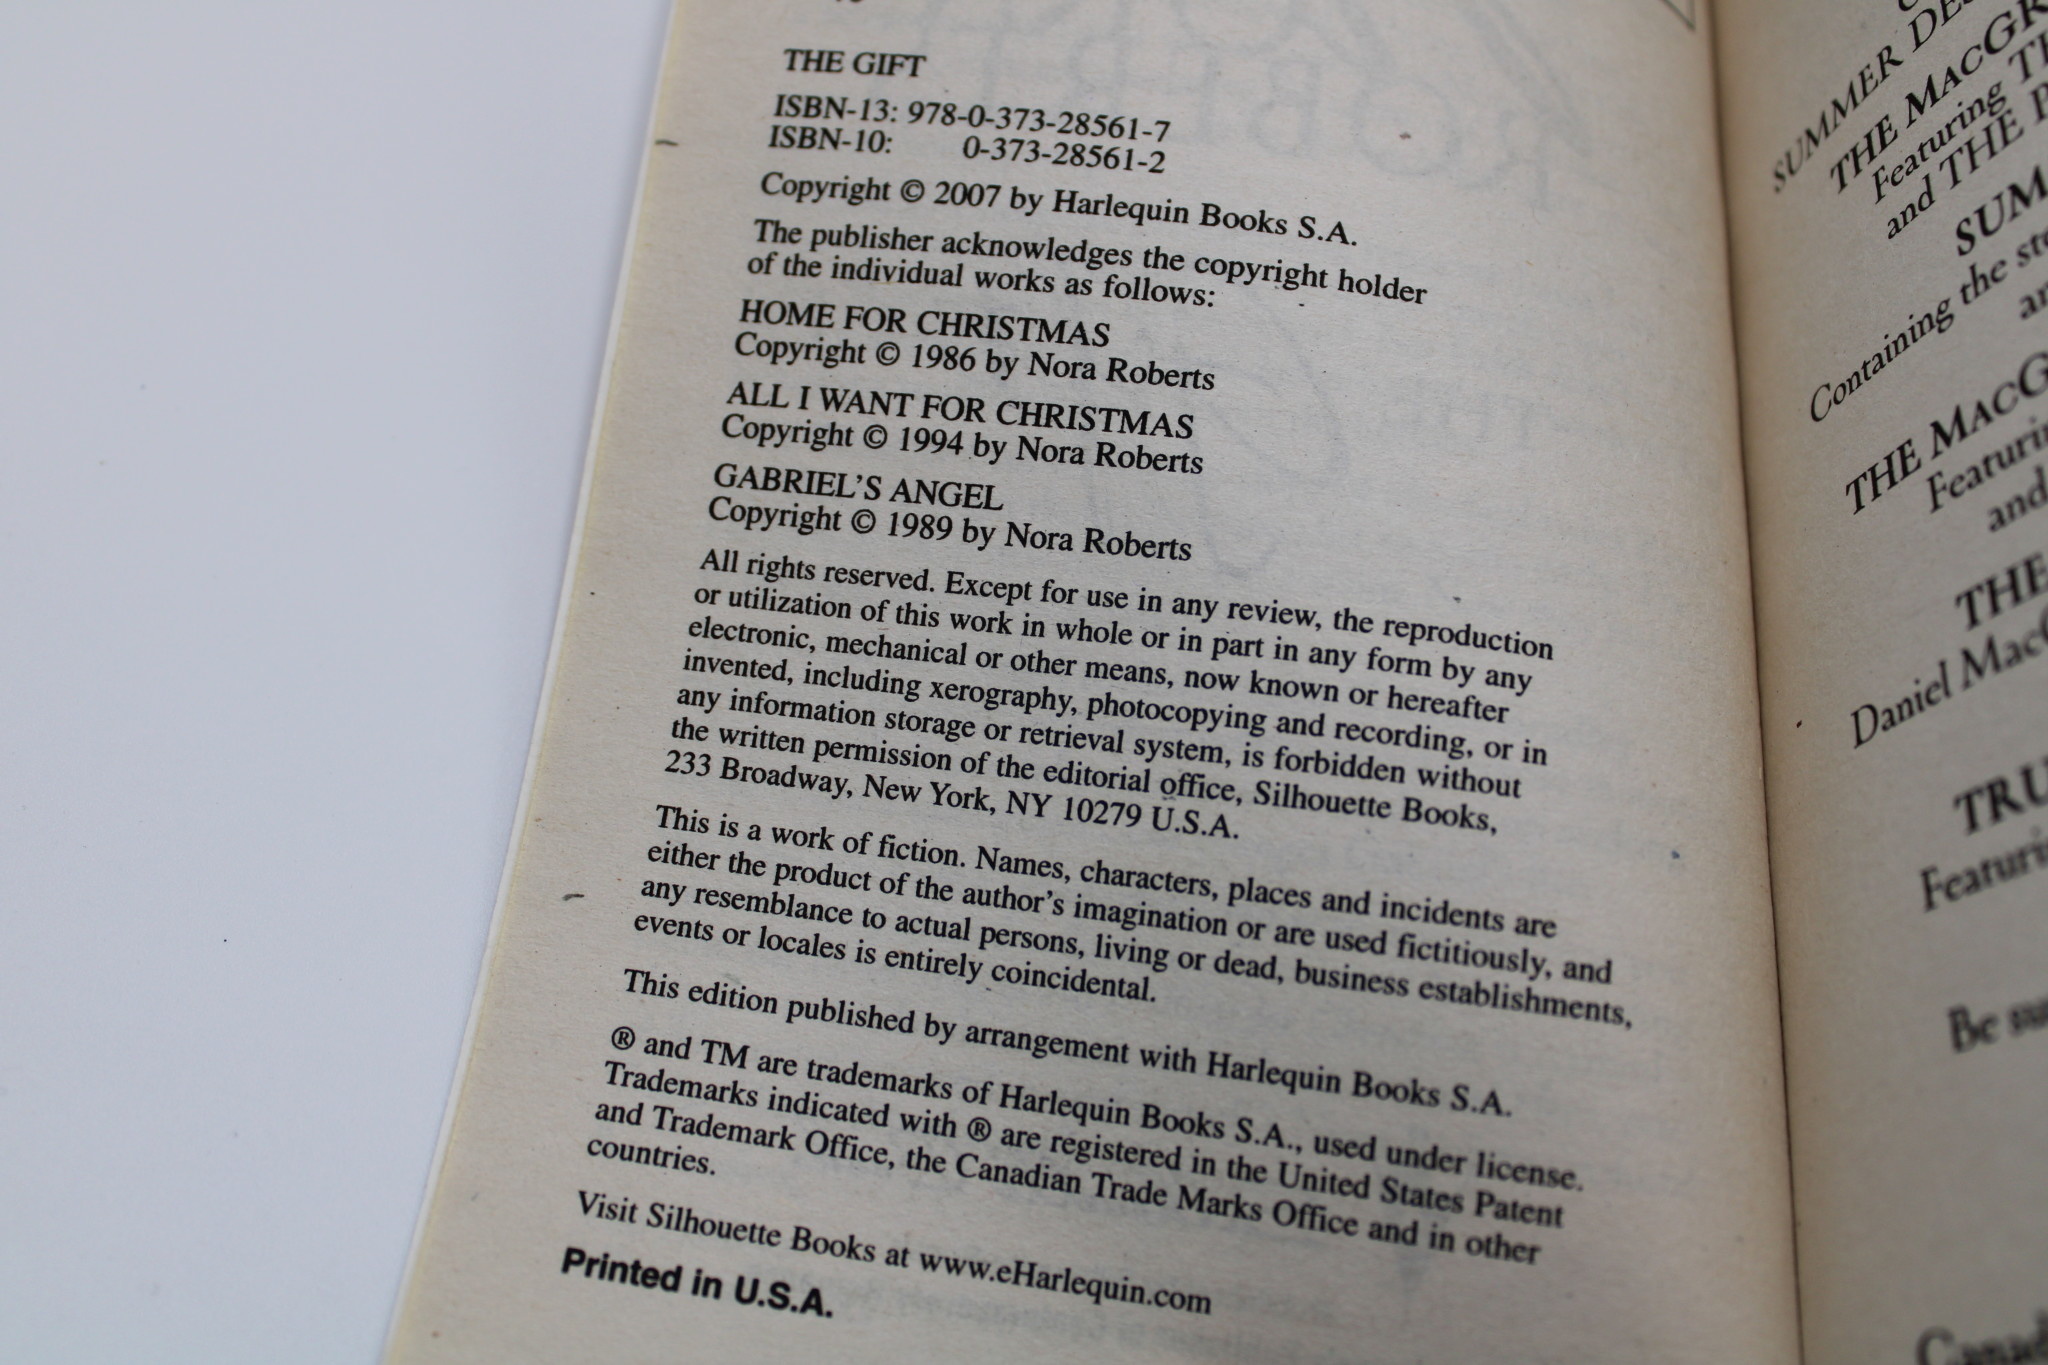 THE GIFT
ISBN-13: 978-0-373-28561-7
ISBN-10: 0-373-28561-2
Copyright © 2007 by Harlequin Books S.A.
The publisher acknowledges the copyright holder
of the individual works as follows:
HOME FOR CHRISTMAS
Copyright © 1986 by Nora Roberts
ALL I WANT FOR CHRISTMAS
Copyright © 1994 by Nora Roberts
GABRIEL'S ANGEL
Copyright © 1989 by Nora Roberts
All rights reserved. Except for use in any review, the reproduction
or utilization of this work in whole or in part in any form by any
electronic, mechanical or other means, now known or hereafter
invented, including xerography, photocopying and recording, or in
any information storage or retrieval system, is forbidden without
the written permission of the editorial office, Silhouette Books,
233 Broadway, New York, NY 10279 U.S.A.
This is a work of fiction. Names, characters, places and incidents are
either the product of the author's imagination or are used fictitiously, and
any resemblance to actual persons, living or dead, business establishments,
events or locales is entirely coincidental.
This edition published by arrangement with Harlequin Books S.A.
® and TM are trademarks of Harlequin Books S.A., used under license.
Trademarks indicated with ® are registered in the United States Patent
and Trademark Office, the Canadian Trade Marks Office and in other
countries.
Visit Silhouette Books at www.eHarlequin.com
Printed in U.S.A.
SUMMER
THE
Featuring
and THE
Containing the
THE
and
THE
Daniel
Be